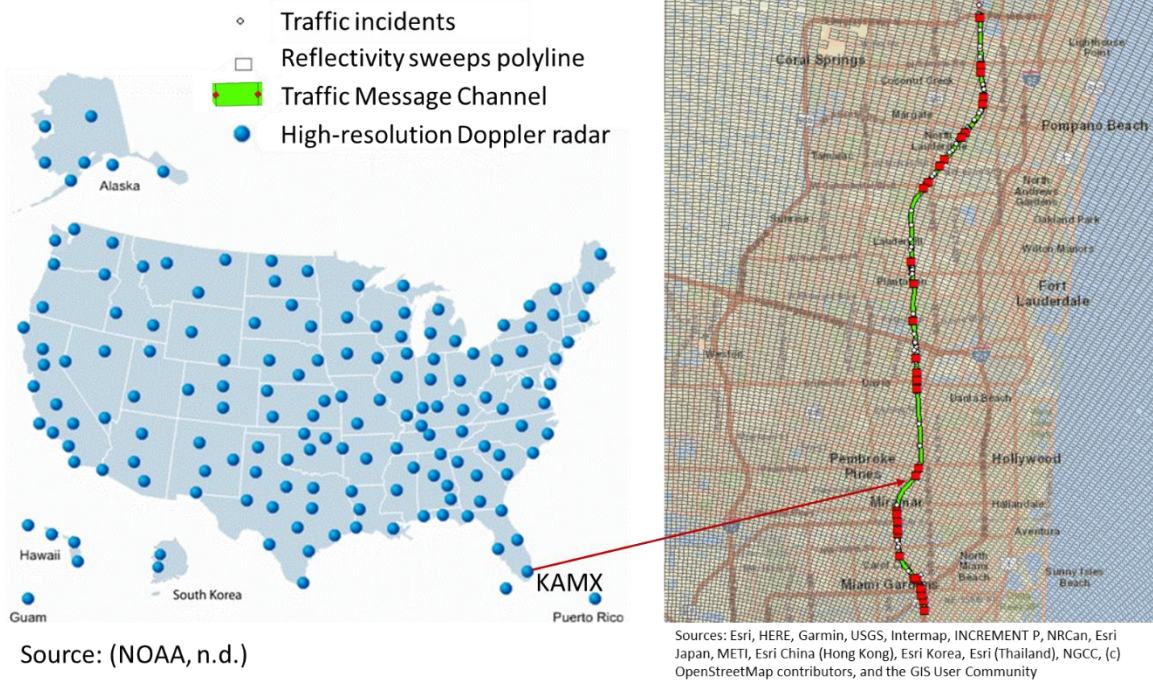 Traffic incidents
Reflectivity sweeps polyline
Traffic Message Channel
High-resolution Doppler radar
Alaska
Hawaii
Guam
South Korea
KAMX
Puerto Rico
Source: (NOAA, n.d.)
Lighthouse
Point
Coral Springs
Coconut Creek
Margate
Pompano Beach
North
Lauderdale
Tamarac
North
Andrews
Gardens
Sunrise
Oakland Park
Lauderhill
Wilton Manors
Plantation
Fort
Lauderdale
Weston
Davie
Dania Beach
Pembroke
Pines
Hollywood
Miramar
Hallandale
Aventura
North
Miami
Beach
Carol
Sunny Isles
Beach
Miami Gardens
Sources: Esri, HERE, Garmin, USGS, Intermap, INCREMENT P, NRCan, Esri
Japan, METI, Esri China (Hong Kong), Esri Korea, Esri (Thailand), NGCC, (c)
OpenStreetMap contributors, and the GIS User Community